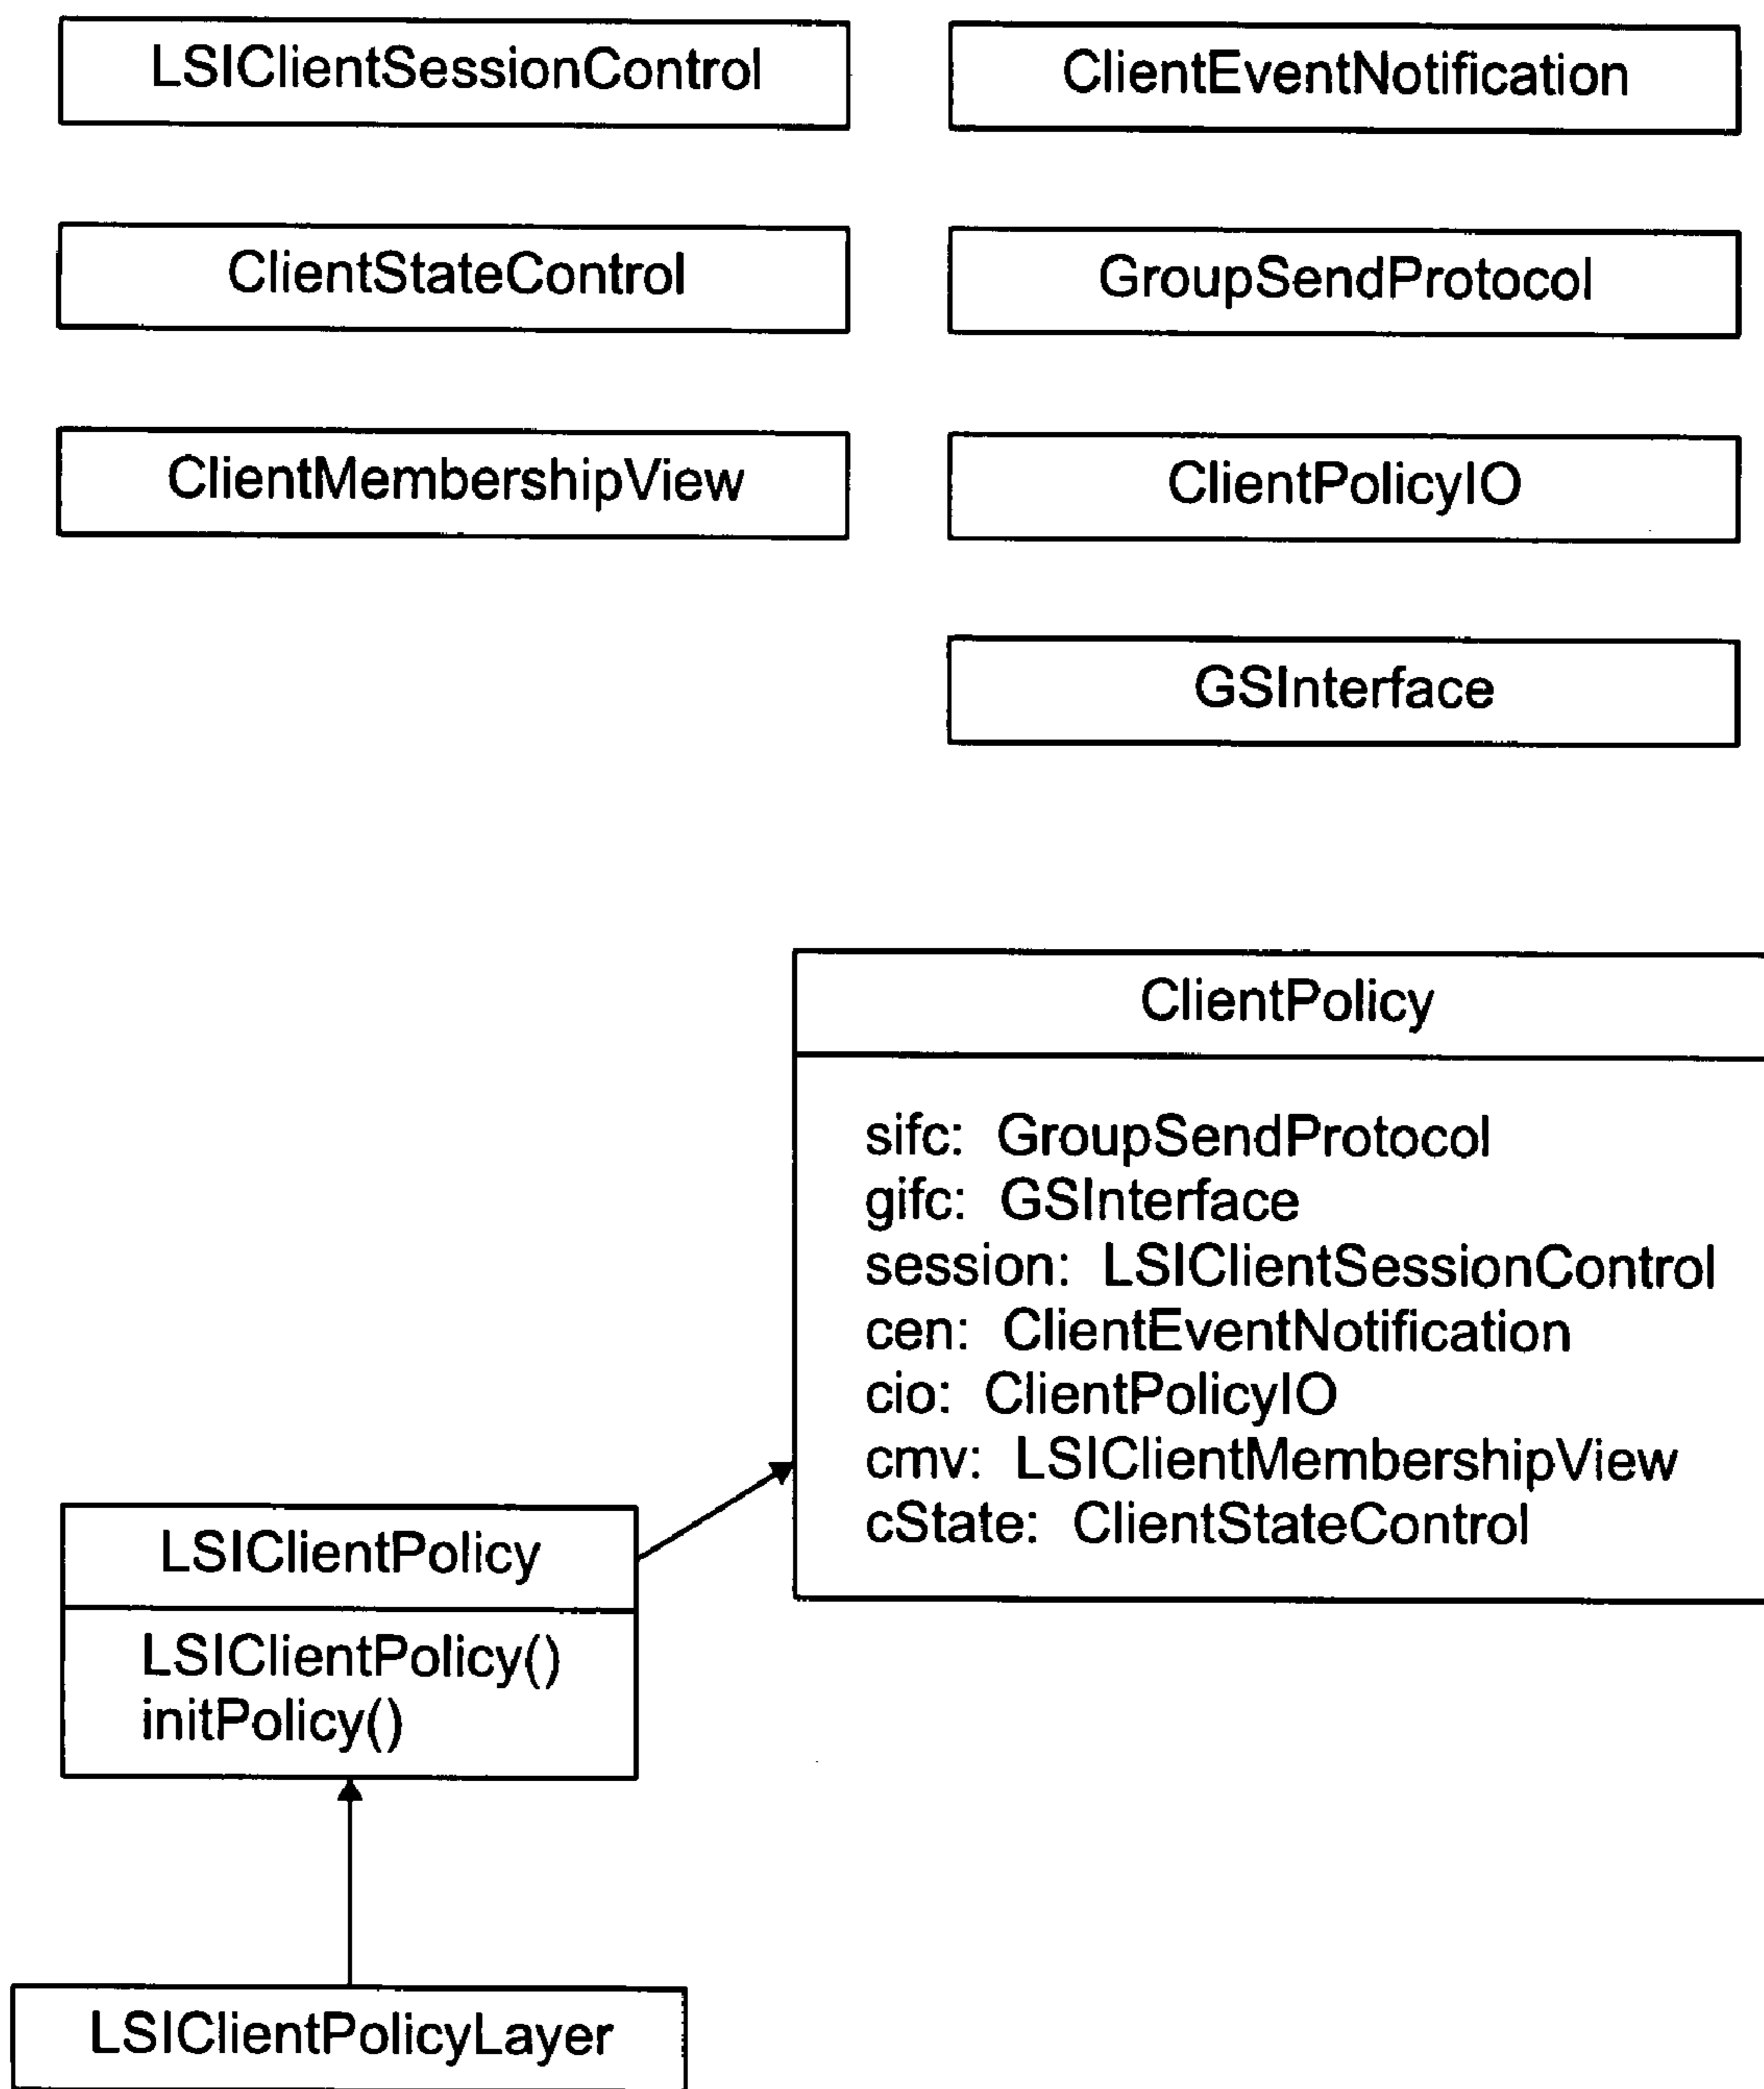 LSIClientSessionControl
ClientEventNotification
ClientStateControl
GroupSendProtocol
ClientMembershipView
ClientPolicyIO
GSInterface
ClientPolicy
sifc: GroupSendProtocol
gifc: GSInterface
session: LSIClientSessionControl
cen: ClientEventNotification
cio: ClientPolicyIO
cmv: LSIClientMembershipView
cState: ClientStateControl
LSIClientPolicy
LSIClientPolicy()
initPolicy()
LSIClientPolicyLayer